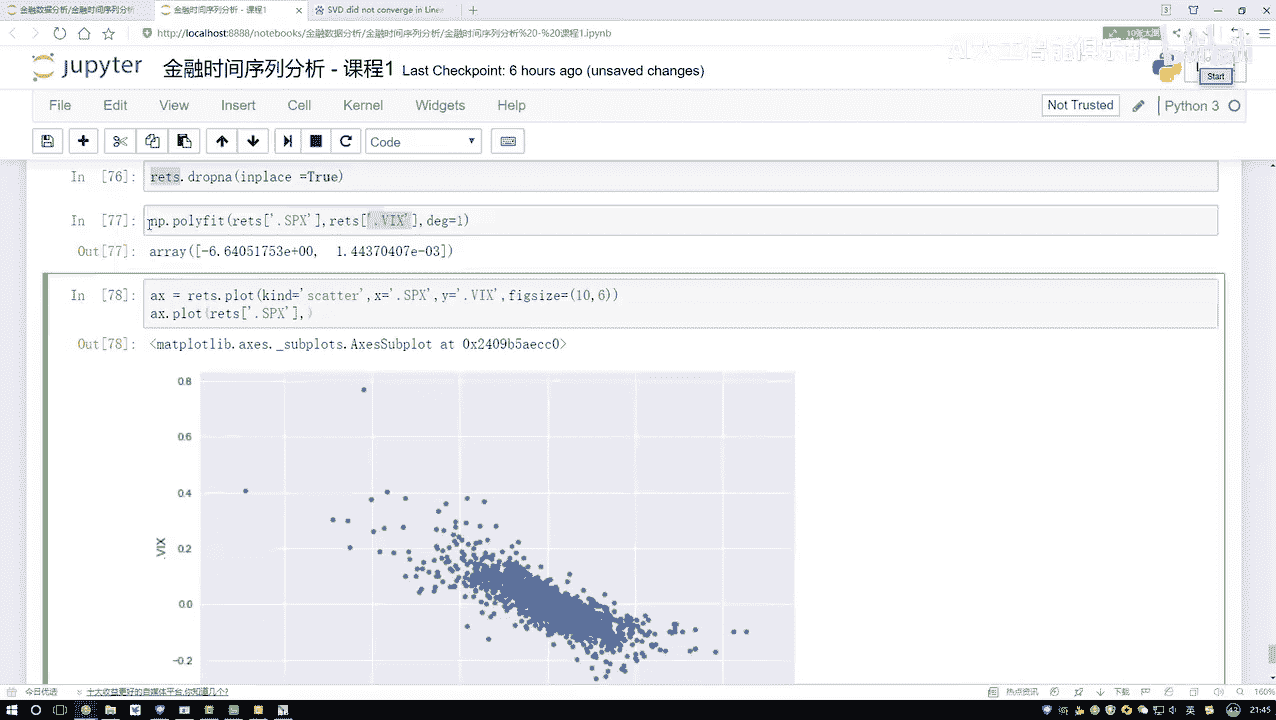 金融数据分析/金融时间序列分析
金融时间序列分析 - 课程1
SVD did not converge in Line
http://localhost:8888/notebooks/金融数据分析/金融时间序列分析/金融时间序列分析%20-%20课程1.ipynb
jupyter 金融时间序列分析 - 课程1 Last Checkpoint: 6 hours ago (unsaved changes)
Start
File Edit View Insert Cell Kernel Widgets Help
Not Trusted
Python 3
Code
In [76]: rets.dropna(inplace =True)
In [77]: np.polyfit(rets['.SPX'],rets['.VIX'],deg=1)
Out[77]: array([-6.64051753e+00, 1.44370407e-03])
In [78]: ax = rets.plot(kind='scatter',x='.SPX',y='.VIX',figsize=(10,6))
ax.plot(rets['.SPX'],)
Out[78]: <matplotlib.axes._subplots.AxesSubplot at 0x2409b5aecc0>
0.8
0.6
0.4
0.2
.VIX
0.0
−0.2
今日优选
十大收益更好的自媒体平台,你知道几个?
热点资讯
下载
160%
英
21:45